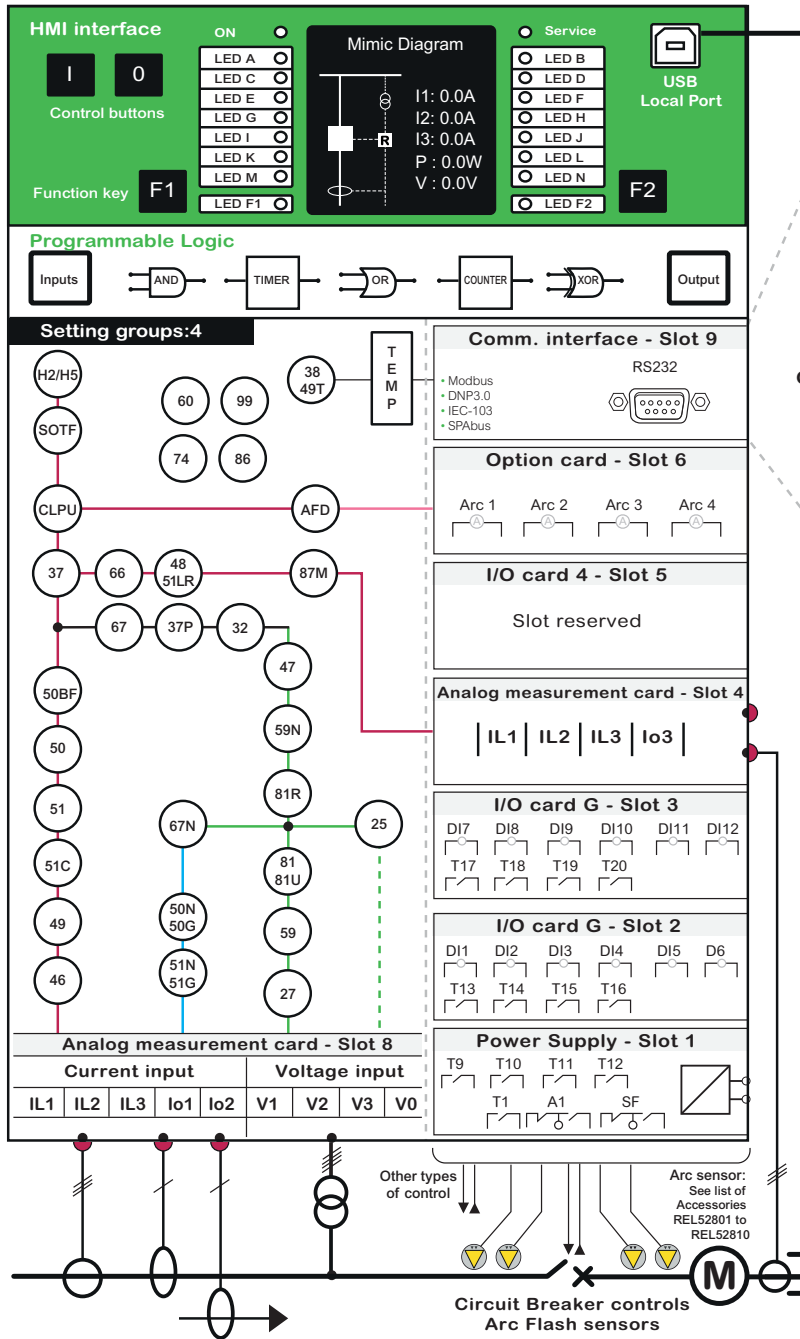 HMI interface
I
0
Control buttons
Function key
F1
ON
LED A
LED C
LED E
LED G
LED I
LED K
LED M
LED F1
Mimic Diagram
R
I1: 0.0A
I2: 0.0A
I3: 0.0A
P : 0.0W
V : 0.0V
Service
LED B
LED D
LED F
LED H
LED J
LED L
LED N
LED F2
USB
Local Port
F2
Programmable Logic
Inputs
AND
TIMER
OR
COUNTER
XOR
Output
Setting groups:4
H2/H5
SOTF
CLPU
37
50BF
50
51
51C
49
46
60
99
74
86
38
49T
T
E
M
P
AFD
66
48
51LR
87M
67
37P
32
47
59N
81R
67N
25
81
81U
50N
50G
59
51N
51G
27
Comm. interface - Slot 9
• Modbus
• DNP3.0
• IEC-103
• SPAbus
RS232
Option card - Slot 6
Arc 1 Arc 2 Arc 3 Arc 4
A A A A
I/O card 4 - Slot 5
Slot reserved
Analog measurement card - Slot 4
IL1 IL2 IL3 Io3
I/O card G - Slot 3
DI7 DI8 DI9 DI10 DI11 DI12
T17 T18 T19 T20
I/O card G - Slot 2
DI1 DI2 DI3 DI4 DI5 D6
T13 T14 T15 T16
Power Supply - Slot 1
T9 T10 T11 T12
T1 A1 SF
Analog measurement card - Slot 8
Current input Voltage input
IL1 IL2 IL3 Io1 Io2 V1 V2 V3 V0
Other types
of control
Arc sensor:
See list of
Accessories
REL52801 to
REL52810
M
Circuit Breaker controls
Arc Flash sensors